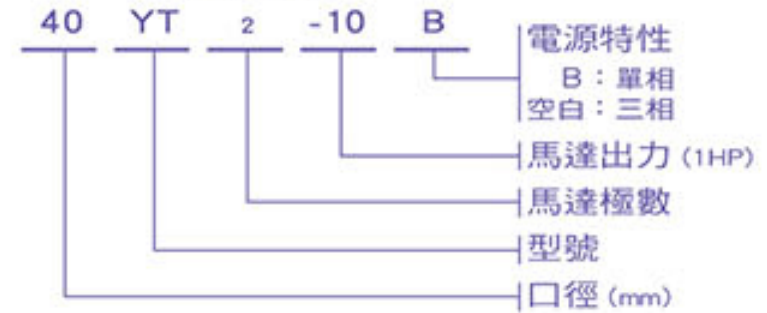 40 YT 2 -10 B
電源特性
B：單相
空白：三相
馬達出力 (1HP)
馬達極數
型號
口徑 (mm)